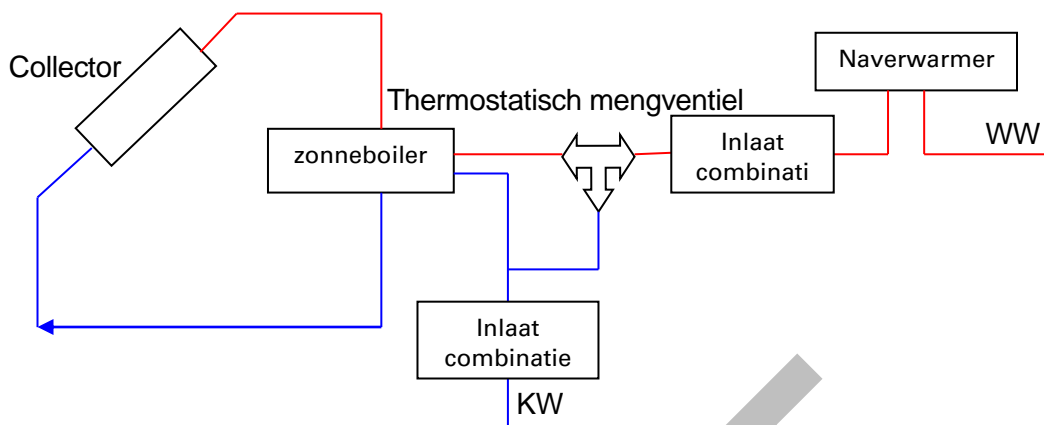 Collector
Naverwarmer
Thermostatisch mengventiel
zonneboiler
Inlaat
combinati
WW
Inlaat
combinatie
KW